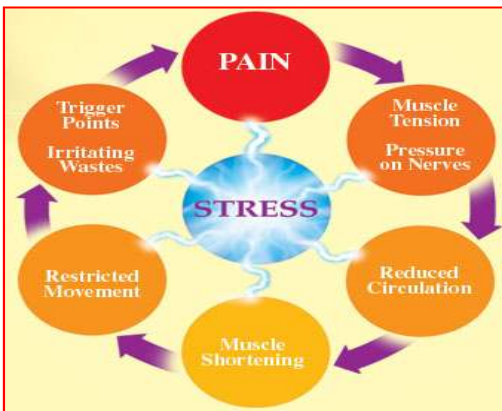 PAIN
Muscle
Tension
Pressure
on Nerves
Reduced
Circulation
Muscle
Shortening
Restricted
Movement
Trigger
Points
Irritating
Wastes
STRESS